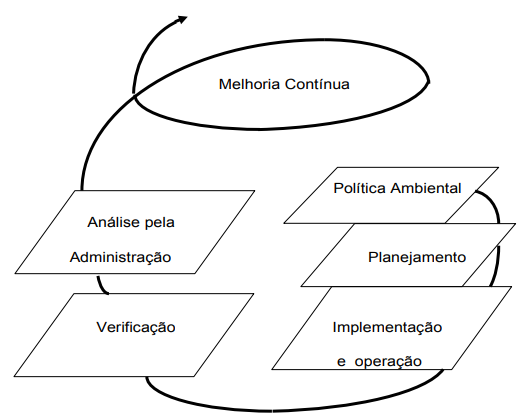 Melhoria Contínua
Política Ambiental
Análise pela
Administração
Planejamento
Verificação
Implementação
e operação